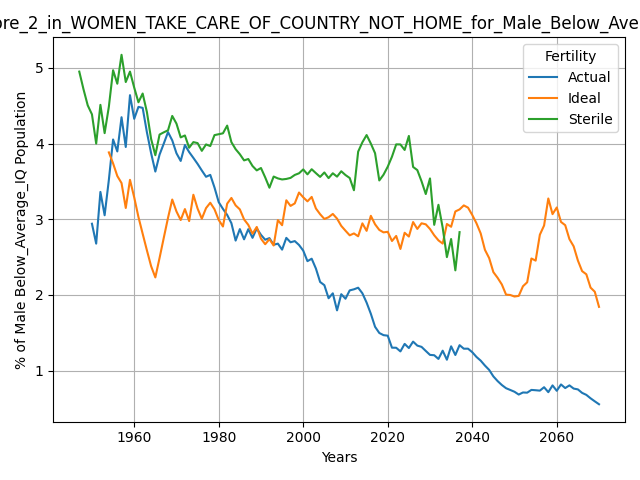 ore_2_in_WOMEN_TAKE_CARE_OF_COUNTRY_NOT_HOME_for_Male_Below_Aver
Fertility
Actual
Ideal
Sterile
% of Male Below_Average_IQ Population
5
4
3
2
1
1960
1980
2000
2020
2040
2060
Years